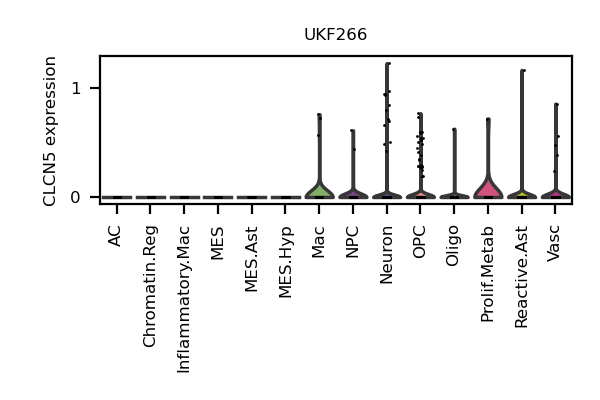 UKF266
CLCN5 expression
1
0
AC
Chromatin.Reg
Inflammatory.Mac
MES
MES.Ast
MES.Hyp
Mac
NPC
Neuron
OPC
Oligo
Prolif.Metab
Reactive.Ast
Vasc